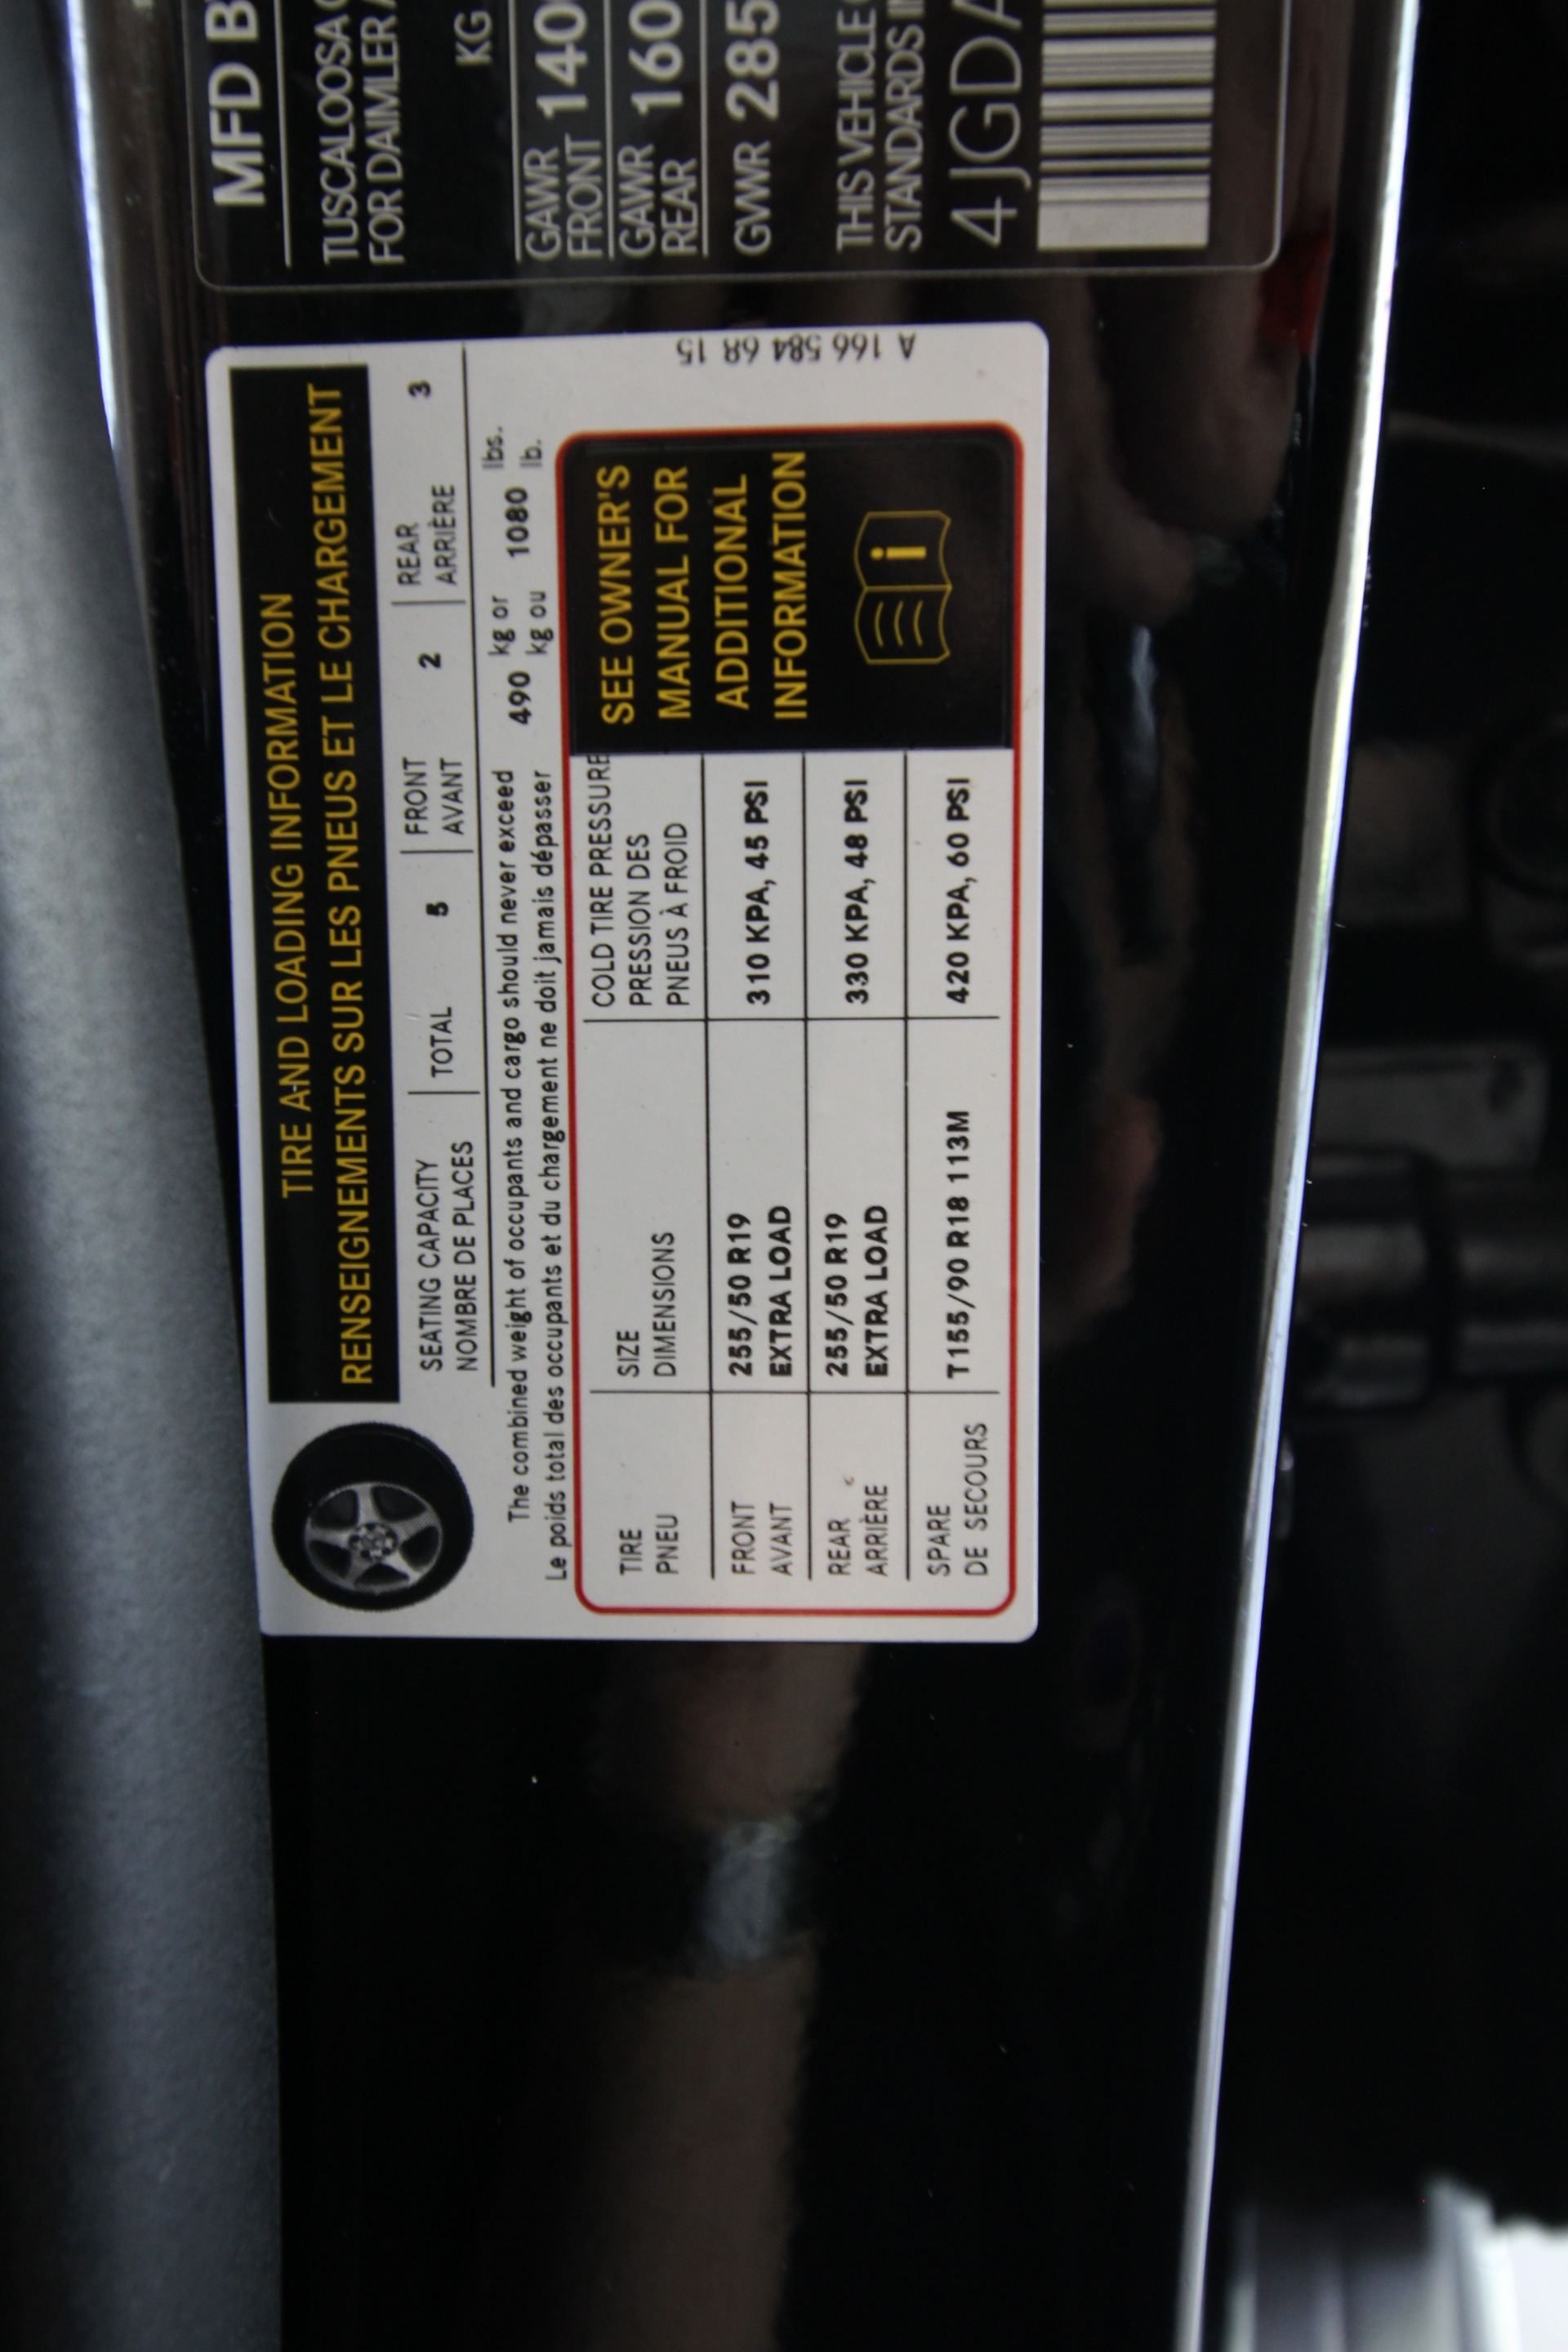 TIRE AND LOADING INFORMATION
RENSEIGNEMENTS SUR LES PNEUS ET LE CHARGEMENT
SEATING CAPACITY TOTAL 5 FRONT 2 REAR 3
NOMBRE DE PLACES AVANT ARRIÈRE
The combined weight of occupants and cargo should never exceed 490 kg or 1080 lbs.
Le poids total des occupants et du chargement ne doit jamais dépasser kg ou lb.
TIRE SIZE COLD TIRE PRESSURE
PNEU DIMENSIONS PRESSION DES
PNEUS À FROID
FRONT 255/50 R19 310 KPA, 45 PSI
AVANT EXTRA LOAD
REAR 255/50 R19 330 KPA, 48 PSI
ARRIÈRE EXTRA LOAD
SPARE T155/90 R18 113M 420 KPA, 60 PSI
DE SECOURS
SEE OWNER'S
MANUAL FOR
ADDITIONAL
INFORMATION
i
A 166 584 68 15
MFD B
TUSCALOOSA
FOR DAIMLER A
KG
GAWR
FRONT 140
GAWR
REAR 160
GVWR 285
THIS VEHICLE
STANDARDS I
4JGDA